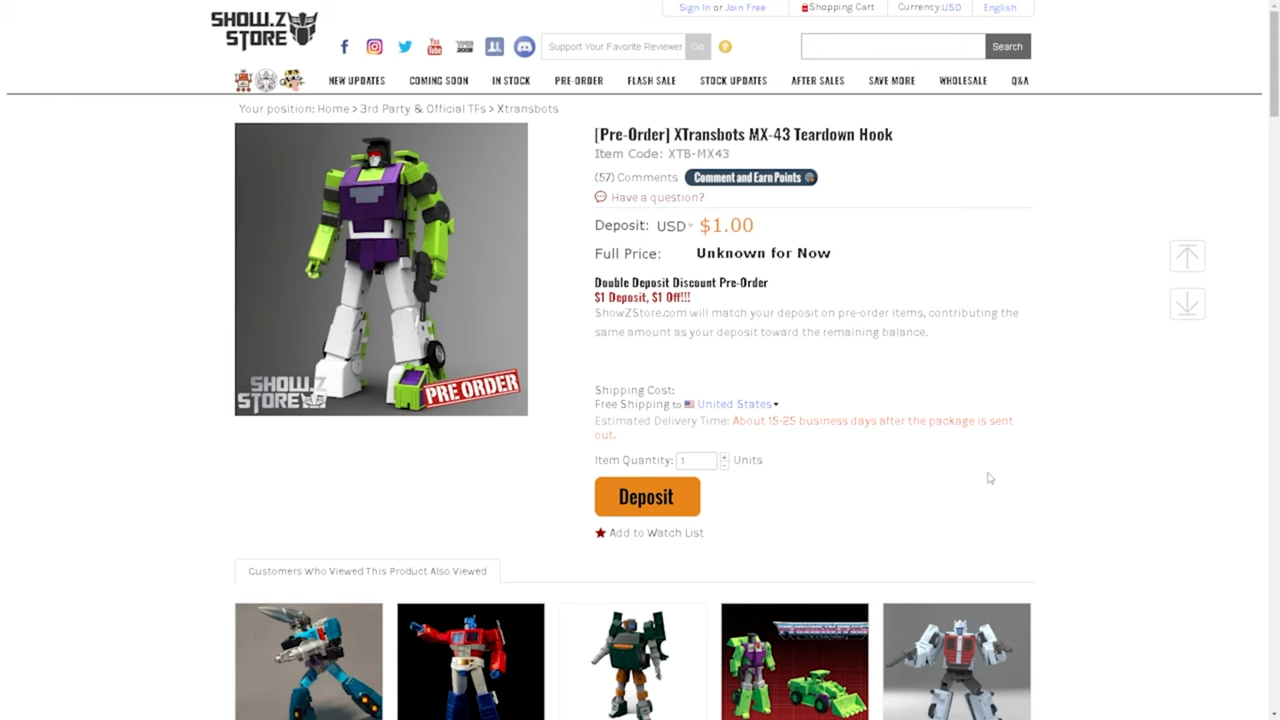 SHOW.Z
STORE
Sign In or Join Free
Shopping Cart
Currency USD
English
Support Your Favorite Reviewer
Go
?
Search
NEW UPDATES
COMING SOON
IN STOCK
PRE-ORDER
FLASH SALE
STOCK UPDATES
AFTER SALES
SAVE MORE
WHOLESALE
Q&A
Your position: Home > 3rd Party & Official TFs > Xtransbots
SHOW.Z
STORE
PRE ORDER
[Pre-Order] XTransbots MX-43 Teardown Hook
Item Code: XTB-MX43
(57) Comments
Comment and Earn Points
Have a question?
Deposit: USD $1.00
Full Price: Unknown for Now
Double Deposit Discount Pre-Order
$1 Deposit, $1 Off!!!
ShowZStore.com will match your deposit on pre-order items, contributing the
same amount as your deposit toward the remaining balance.
Shipping Cost:
Free Shipping to United States
Estimated Delivery Time: About 15-25 business days after the package is sent
out.
Item Quantity: 1 Units
Deposit
Add to Watch List
Customers Who Viewed This Product Also Viewed